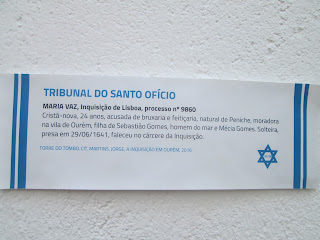 TRIBUNAL DO SANTO OFÍCIO
MARIA VAZ, Inquisição de Lisboa, processo nº 9860
Cristã-nova, 24 anos, acusada de bruxaria e feitiçaria, natural de Peniche, moradora
na vila de Ourém, filha de Sebastião Gomes, homem do mar e Mécia Gomes. Solteira,
presa em 29/06/1641, faleceu no cárcere da Inquisição.
TORRE DO TOMBO; CIT. MARTINS, JORGE, A INQUISIÇÃO EM OURÉM, 2016